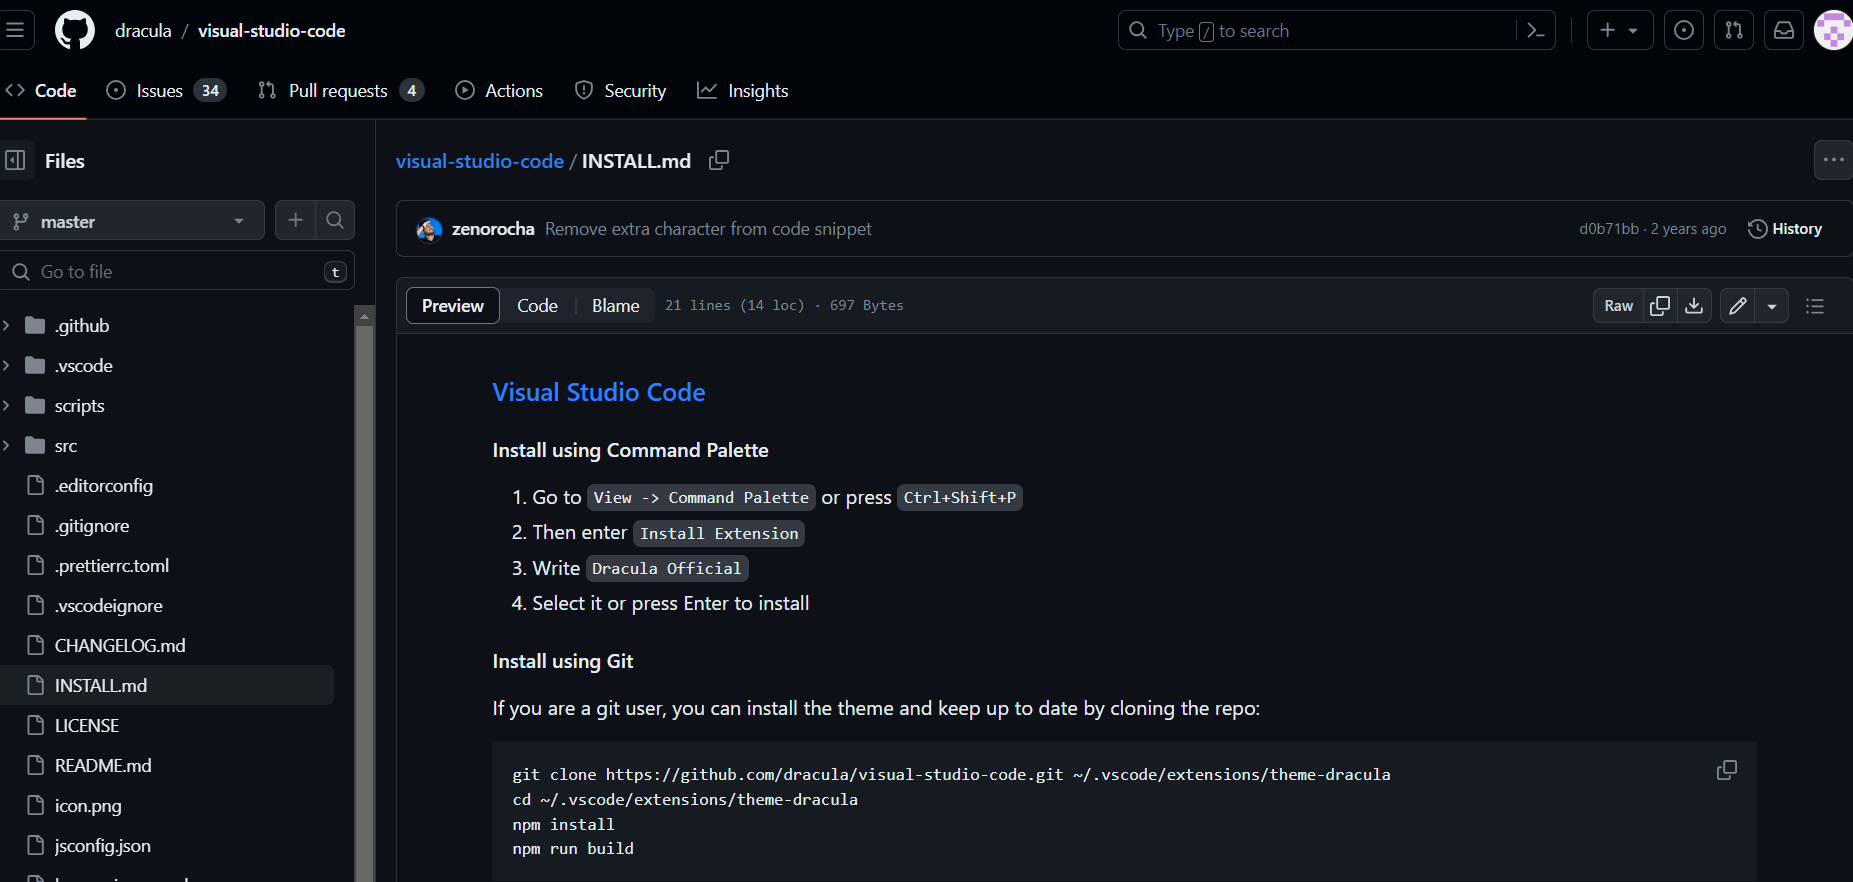 dracula / visual-studio-code
Type / to search
Code
Issues 34
Pull requests 4
Actions
Security
Insights
Files
master
Go to file
t
.github
.vscode
scripts
src
.editorconfig
.gitignore
.prettierrc.toml
.vscodeignore
CHANGELOG.md
INSTALL.md
LICENSE
README.md
icon.png
jsconfig.json
visual-studio-code / INSTALL.md
zenorocha Remove extra character from code snippet
d0b71bb · 2 years ago
History
Preview
Code
Blame
21 lines (14 loc) · 697 Bytes
Raw
Visual Studio Code
Install using Command Palette
1. Go to View -> Command Palette or press Ctrl+Shift+P
2. Then enter Install Extension
3. Write Dracula Official
4. Select it or press Enter to install
Install using Git
If you are a git user, you can install the theme and keep up to date by cloning the repo:
git clone https://github.com/dracula/visual-studio-code.git ~/.vscode/extensions/theme-dracula
cd ~/.vscode/extensions/theme-dracula
npm install
npm run build